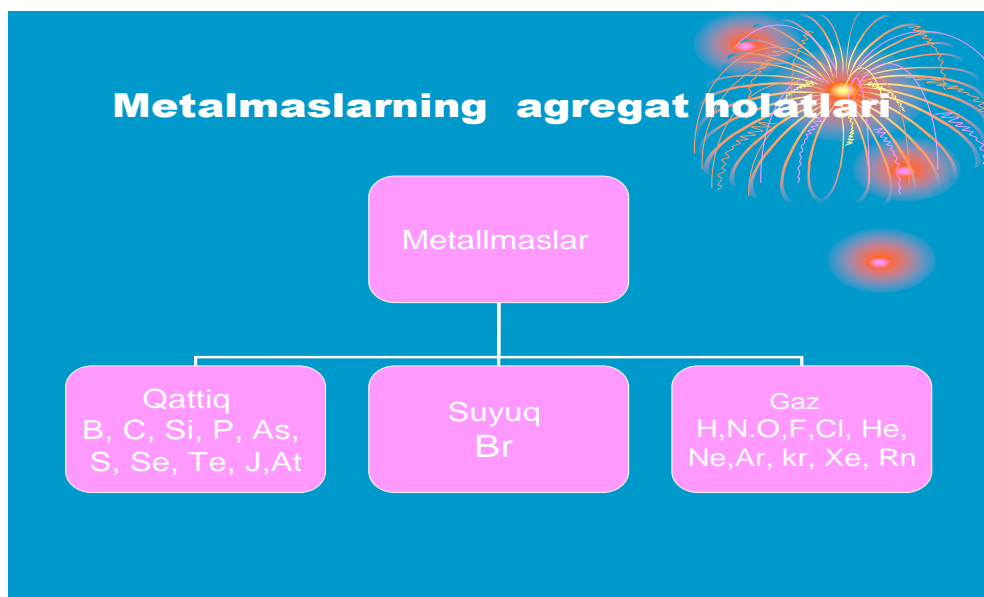 Metalmaslarning agregat holatlari
Metallmaslar
Qattiq
B, C, Si, P, As,
S, Se, Te, J,At
Suyuq
Br
Gaz
H,N.O,F,Cl, He,
Ne,Ar, kr, Xe, Rn